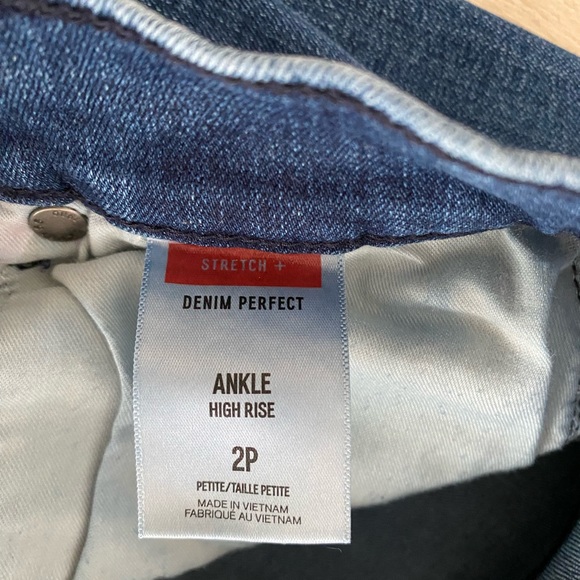 STRETCH +
DENIM PERFECT
ANKLE
HIGH RISE
2P
PETITE/TAILLE PETITE
MADE IN VIETNAM
FABRIQUÉ AU VIETNAM